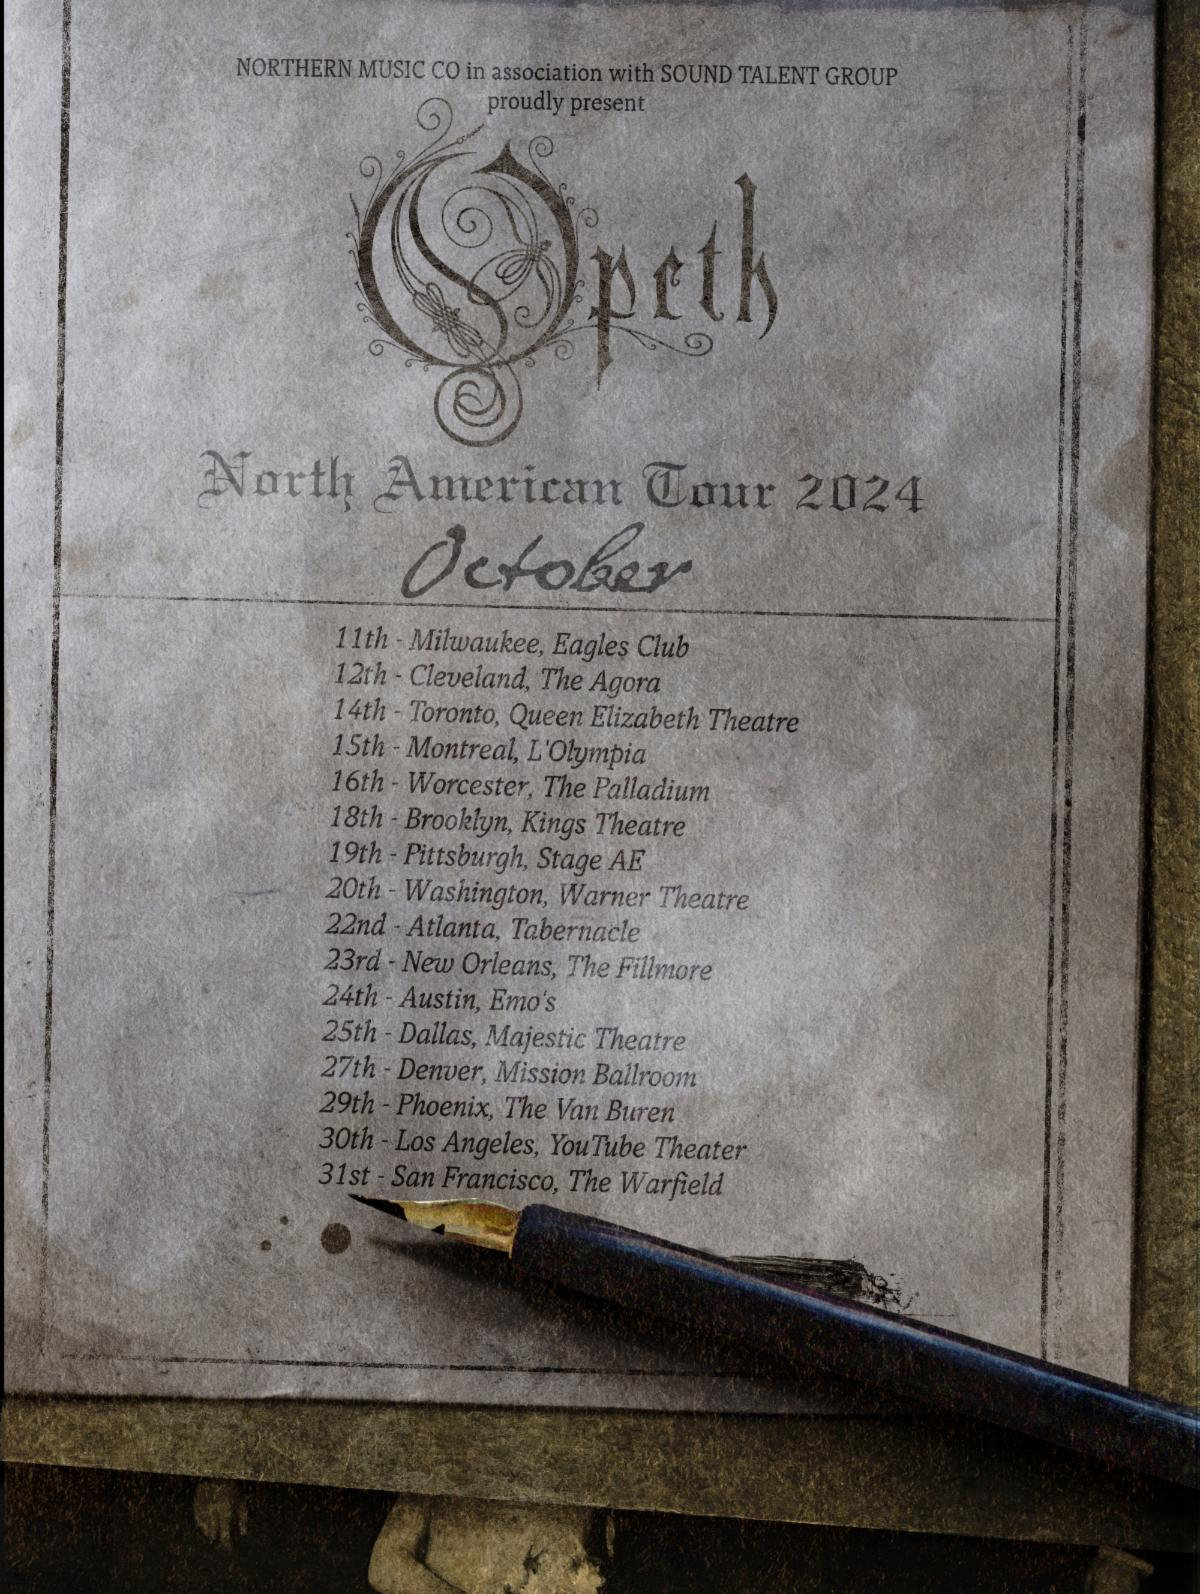 NORTHERN MUSIC CO in association with SOUND TALENT GROUP
proudly present
Opeth
North American Tour 2024
October
11th - Milwaukee, Eagles Club
12th - Cleveland, The Agora
14th - Toronto, Queen Elizabeth Theatre
15th - Montreal, L'Olympia
16th - Worcester, The Palladium
18th - Brooklyn, Kings Theatre
19th - Pittsburgh, Stage AE
20th - Washington, Warner Theatre
22nd - Atlanta, Tabernacle
23rd - New Orleans, The Fillmore
24th - Austin, Emo's
25th - Dallas, Majestic Theatre
27th - Denver, Mission Ballroom
29th - Phoenix, The Van Buren
30th - Los Angeles, YouTube Theater
31st - San Francisco, The Warfield